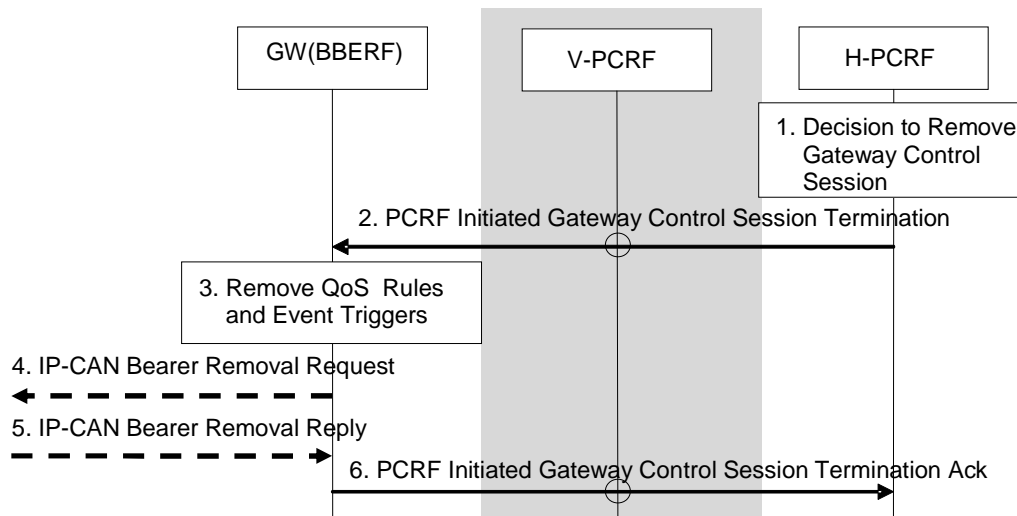 GW(BBERF)
V-PCRF
H-PCRF
1. Decision to Remove
Gateway Control
Session
2. PCRF Initiated Gateway Control Session Termination
3. Remove QoS Rules
and Event Triggers
4. IP-CAN Bearer Removal Request
5. IP-CAN Bearer Removal Reply
6. PCRF Initiated Gateway Control Session Termination Ack